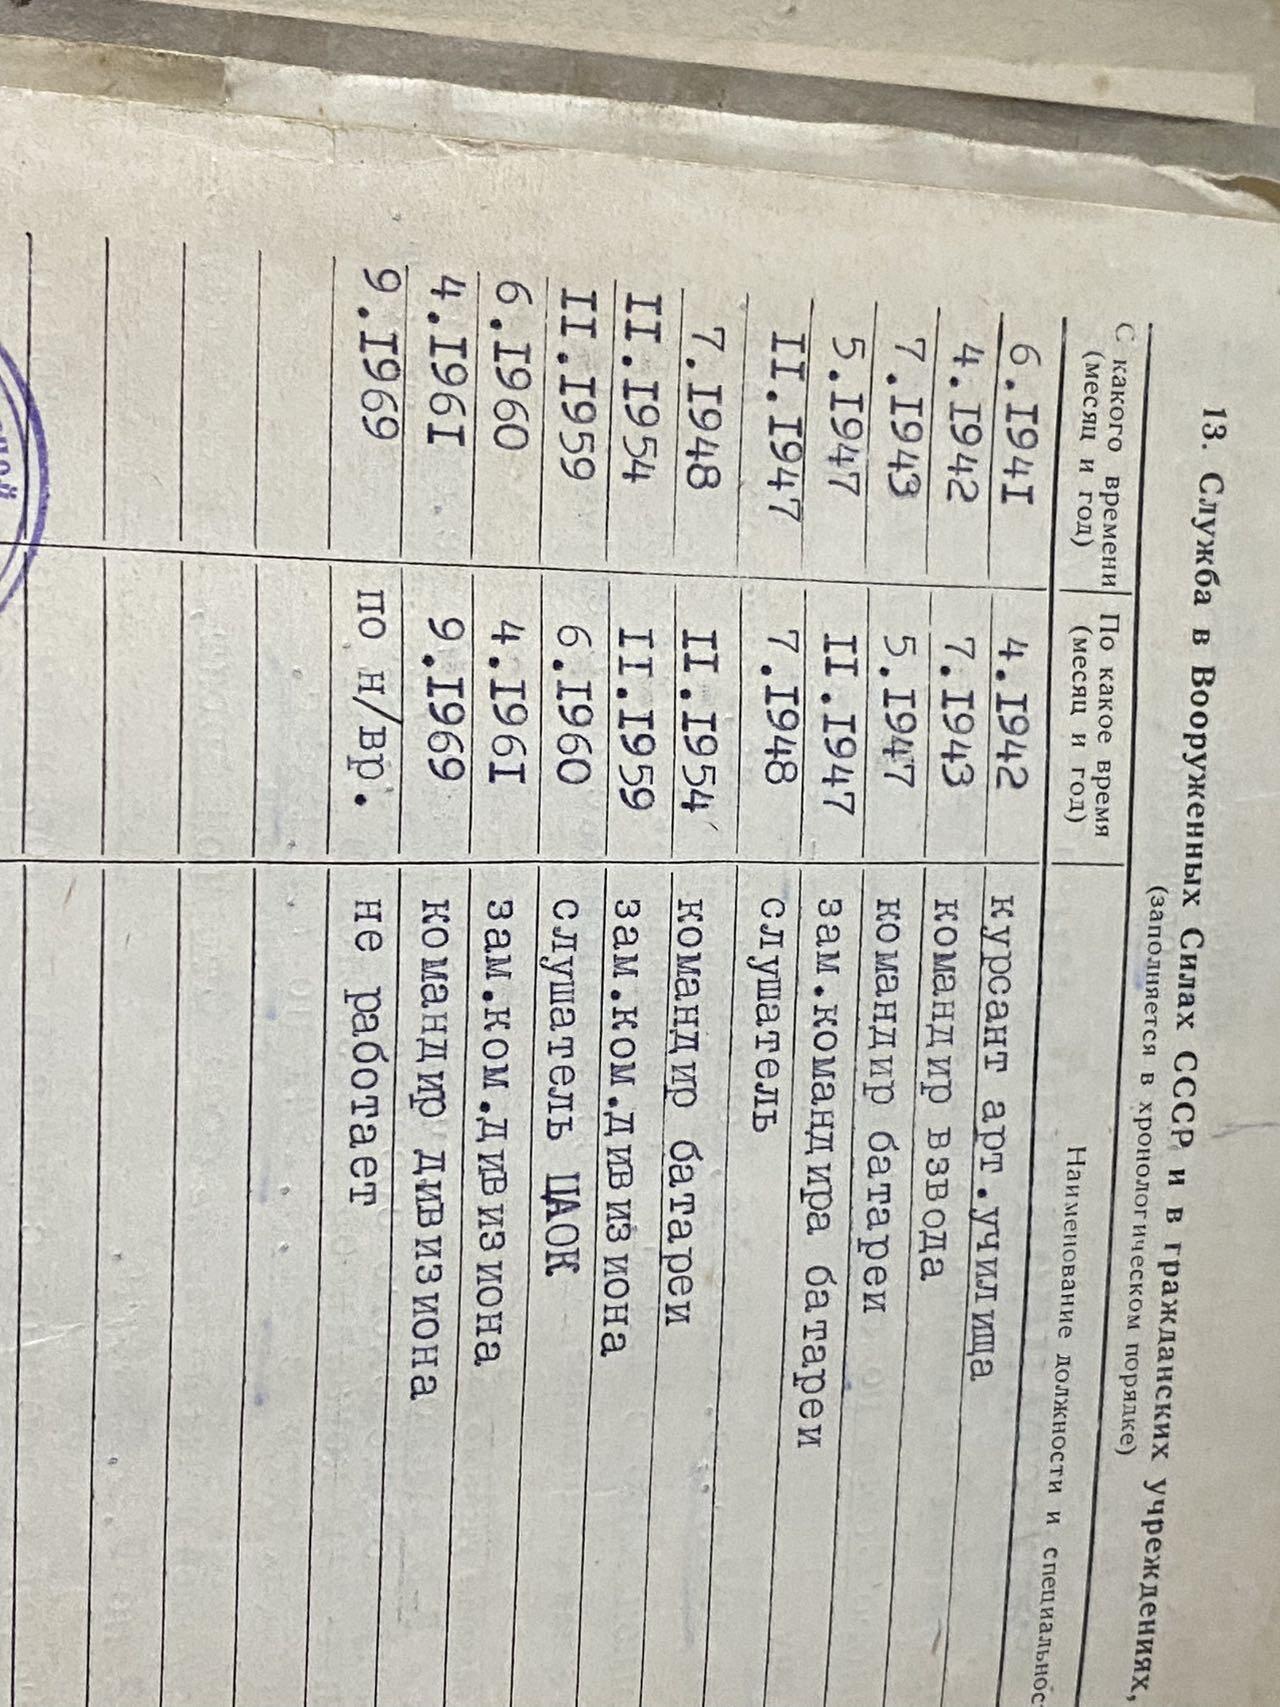 13. Служба в Вооруженных Силах СССР и в гражданских учреждениях,
(заполняется в хронологическом порядке)
С какого времени (месяц и год) По какое время (месяц и год) Наименование должности и специальнос
6.I94I 4.I942 курсант арт.училища
4.I942 7.I943 командир взвода
7.I943 5.I947 командир батареи
5.I947 II.I947 зам.командира батареи
II.I947 7.I948 слушатель
7.I948 II.I954 командир батареи
II.I954 II.I959 зам.ком.дивизиона
II.I959 6.I960 слушатель ЦАОК
6.I960 4.I96I зам.ком.дивизиона
4.I96I 9.I969 командир дивизиона
9.I969 по н/вр. не работает